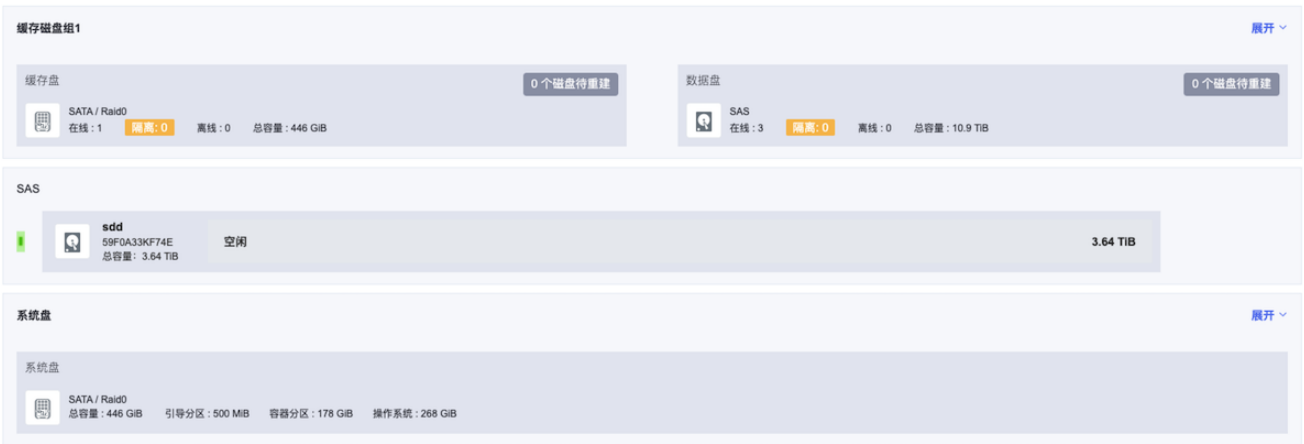 缓存磁盘组1
展开
缓存盘
0 个磁盘待重建
SATA / Raid0
在线 : 1 隔离: 0 离线 : 0 总容量 : 446 GiB
数据盘
0 个磁盘待重建
SAS
在线 : 3 隔离: 0 离线 : 0 总容量 : 10.9 TiB
SAS
sdd
59F0A33KF74E
总容量: 3.64 TiB
空闲
3.64 TiB
系统盘
展开
系统盘
SATA / Raid0
总容量 : 446 GiB 引导分区 : 500 MiB 容器分区 : 178 GiB 操作系统 : 268 GiB